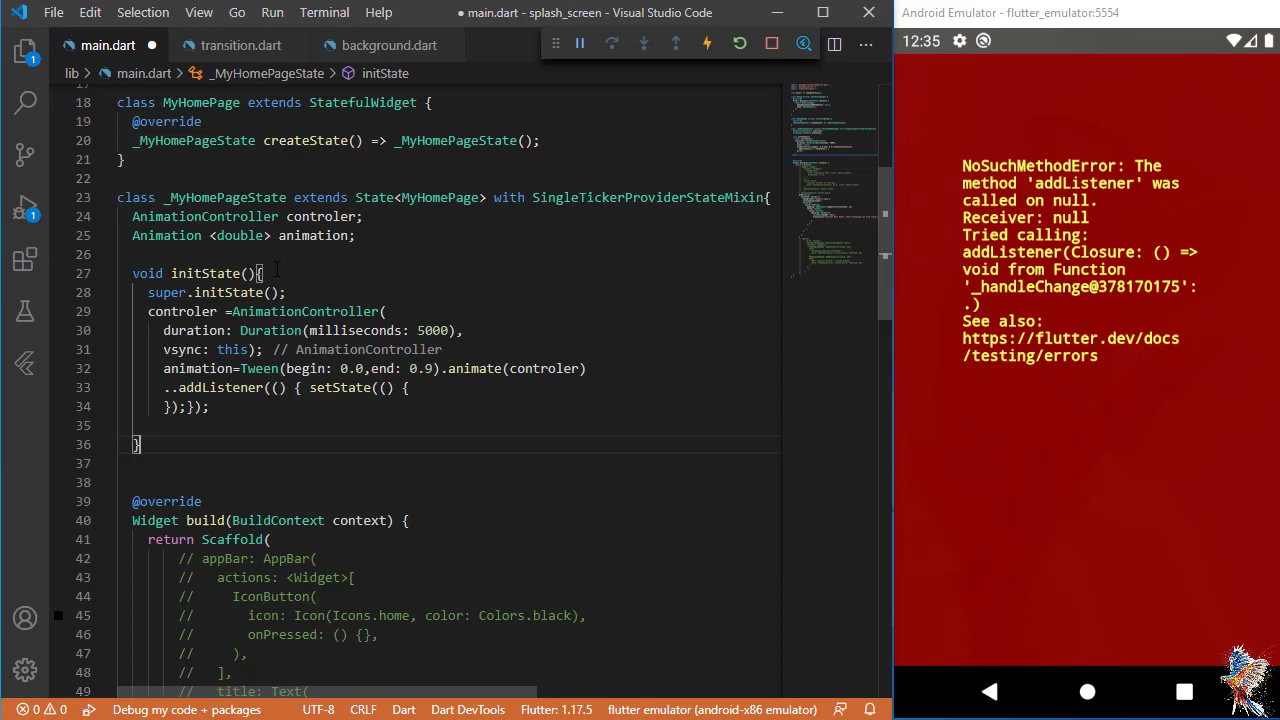 File Edit Selection View Go Run Terminal Help
● main.dart - splash_screen - Visual Studio Code
Android Emulator - flutter_emulator:5554
main.dart ●
transition.dart
background.dart
12:35
1
1
lib > main.dart > _MyHomePageState > initState
17
18 class MyHomePage extends StatefulWidget {
19 @override
20 _MyHomePageState createState() => _MyHomePageState();
21 }
22
23 class _MyHomePageState extends State<MyHomePage> with SingleTickerProviderStateMixin{
24 AnimationController controler;
25 Animation <double> animation;
26
27 void initState(){
28 super.initState();
29 controler =AnimationController(
30 duration: Duration(milliseconds: 5000),
31 vsync: this); // AnimationController
32 animation=Tween(begin: 0.0,end: 0.9).animate(controler)
33 ..addListener(() { setState(() {
34 });});
35
36 }
37
38
39 @override
40 Widget build(BuildContext context) {
41 return Scaffold(
42 // appBar: AppBar(
43 // actions: <Widget>[
44 // IconButton(
45 // icon: Icon(Icons.home, color: Colors.black),
46 // onPressed: () {},
47 // ),
48 // ],
49 // title: Text(
NoSuchMethodError: The
method 'addListener' was
called on null.
Receiver: null
Tried calling:
addListener(Closure: () =>
void from Function
'_handleChange@378170175':
.)
See also:
https://flutter.dev/docs
/testing/errors
0 0 Debug my code + packages UTF-8 CRLF Dart Dart DevTools Flutter: 1.17.5 flutter emulator (android-x86 emulator)